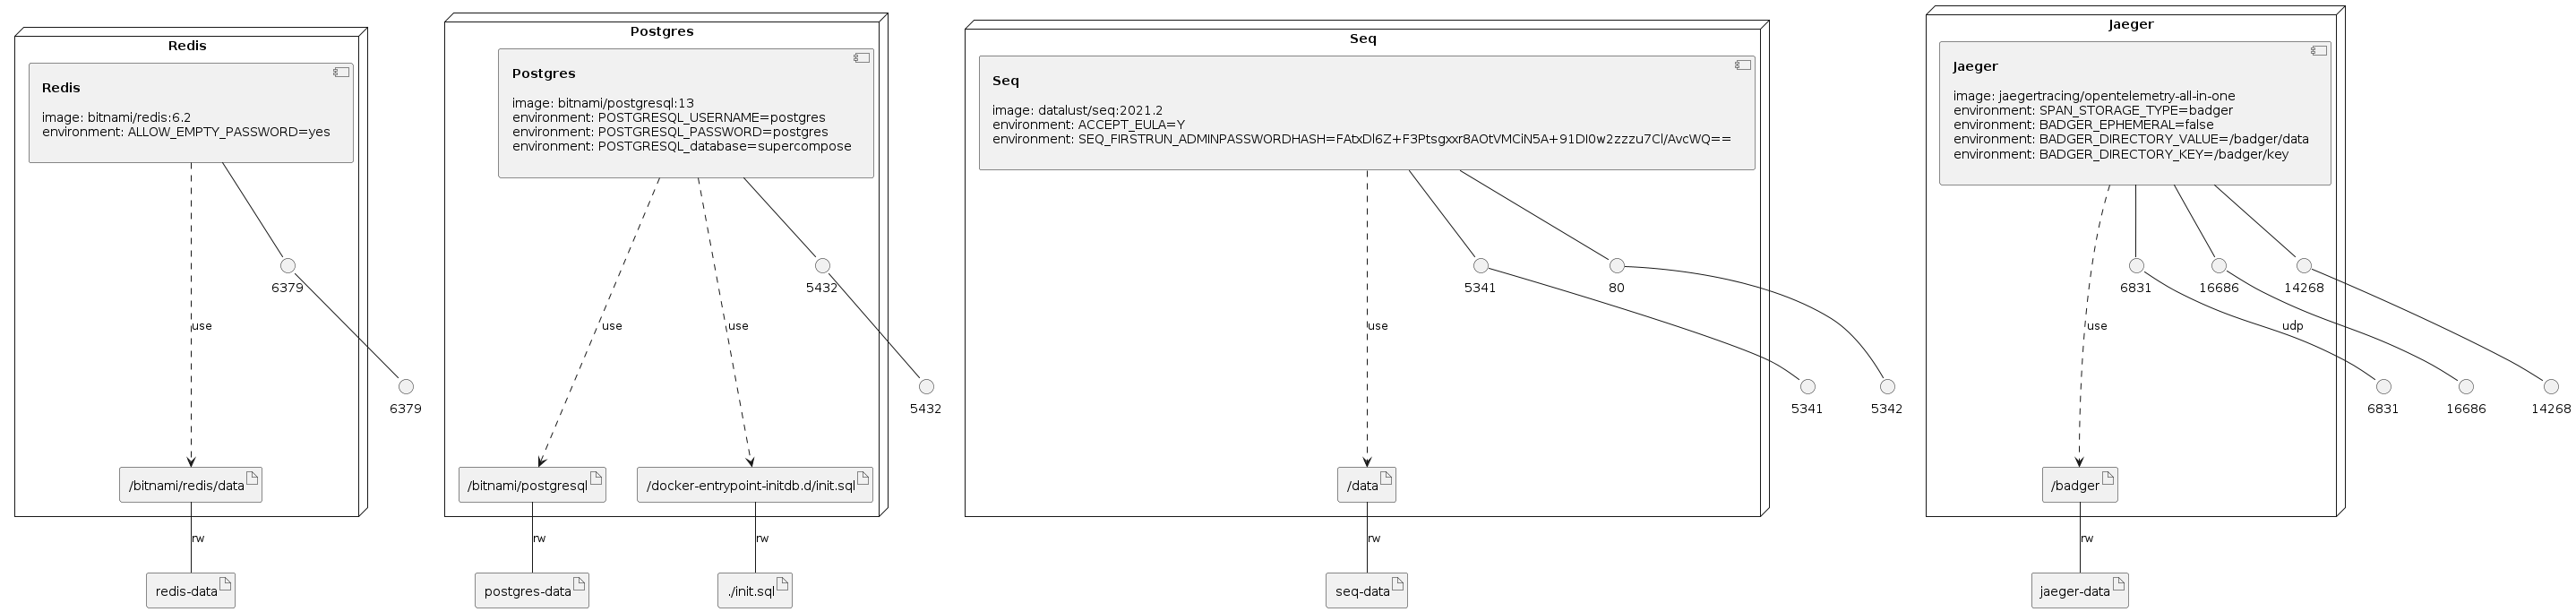 Redis
Redis
image: bitnami/redis:6.2
environment: ALLOW_EMPTY_PASSWORD=yes
6379
use
6379
/bitnami/redis/data
rw
redis-data
Postgres
Postgres
image: bitnami/postgresql:13
environment: POSTGRESQL_USERNAME=postgres
environment: POSTGRESQL_PASSWORD=postgres
environment: POSTGRESQL_database=supercompose
5432
use
use
5432
/bitnami/postgresql
/docker-entrypoint-initdb.d/init.sql
rw
rw
postgres-data
./init.sql
Seq
Seq
image: datalust/seq:2021.2
environment: ACCEPT_EULA=Y
environment: SEQ_FIRSTRUN_ADMINPASSWORDHASH=FAtxDl6Z+F3Ptsgxxr8AOtVMCiN5A+91Dl0w2zzzu7Cl/AvcWQ==
5341
80
use
5341
5342
/data
rw
seq-data
Jaeger
Jaeger
image: jaegertracing/opentelemetry-all-in-one
environment: SPAN_STORAGE_TYPE=badger
environment: BADGER_EPHEMERAL=false
environment: BADGER_DIRECTORY_VALUE=/badger/data
environment: BADGER_DIRECTORY_KEY=/badger/key
6831
16686
14268
use
udp
6831
16686
14268
/badger
rw
jaeger-data